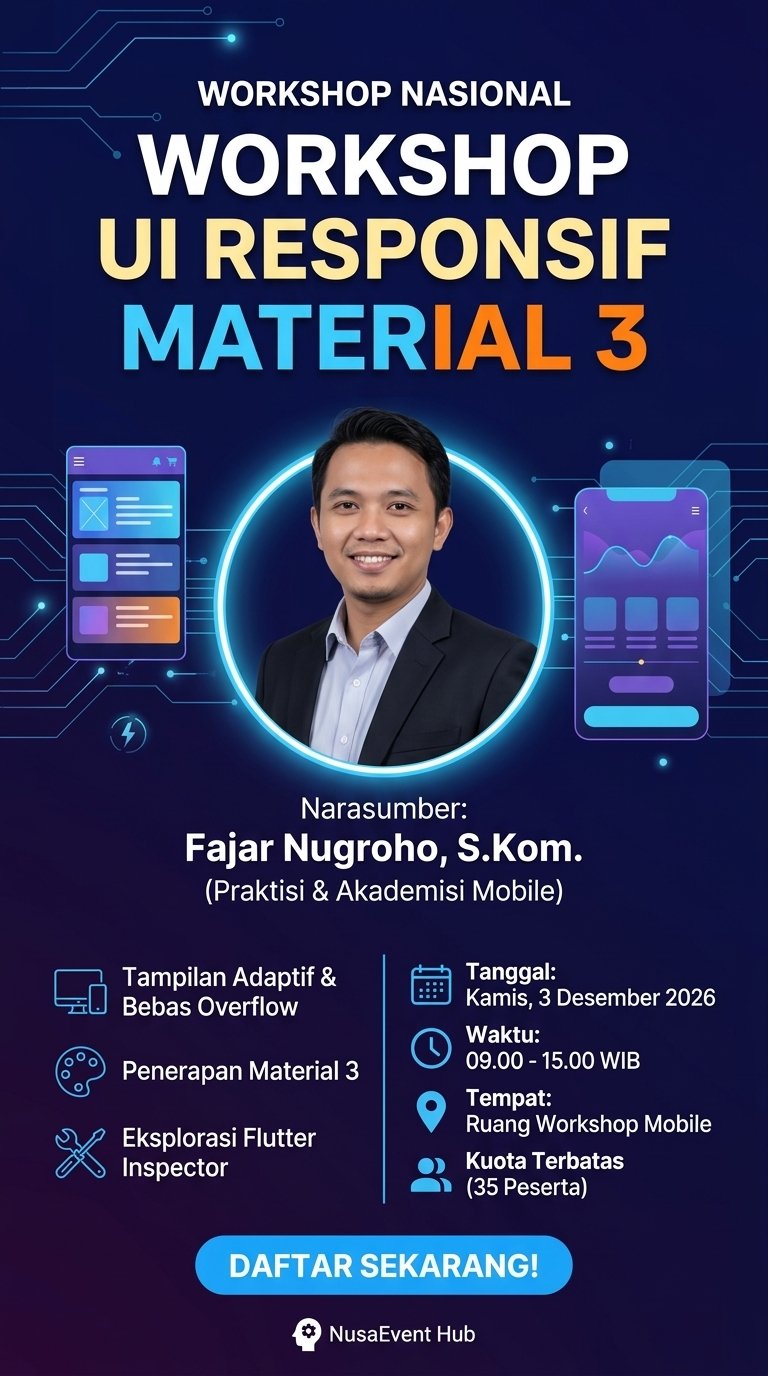 WORKSHOP NASIONAL
WORKSHOP
UI RESPONSIF
MATERIAL 3
Narasumber:
Fajar Nugroho, S.Kom.
(Praktisi & Akademisi Mobile)
Tampilan Adaptif &
Bebas Overflow
Penerapan Material 3
Eksplorasi Flutter
Inspector
Tanggal:
Kamis, 3 Desember 2026
Waktu:
09.00 - 15.00 WIB
Tempat:
Ruang Workshop Mobile
Kuota Terbatas
(35 Peserta)
DAFTAR SEKARANG!
NusaEvent Hub